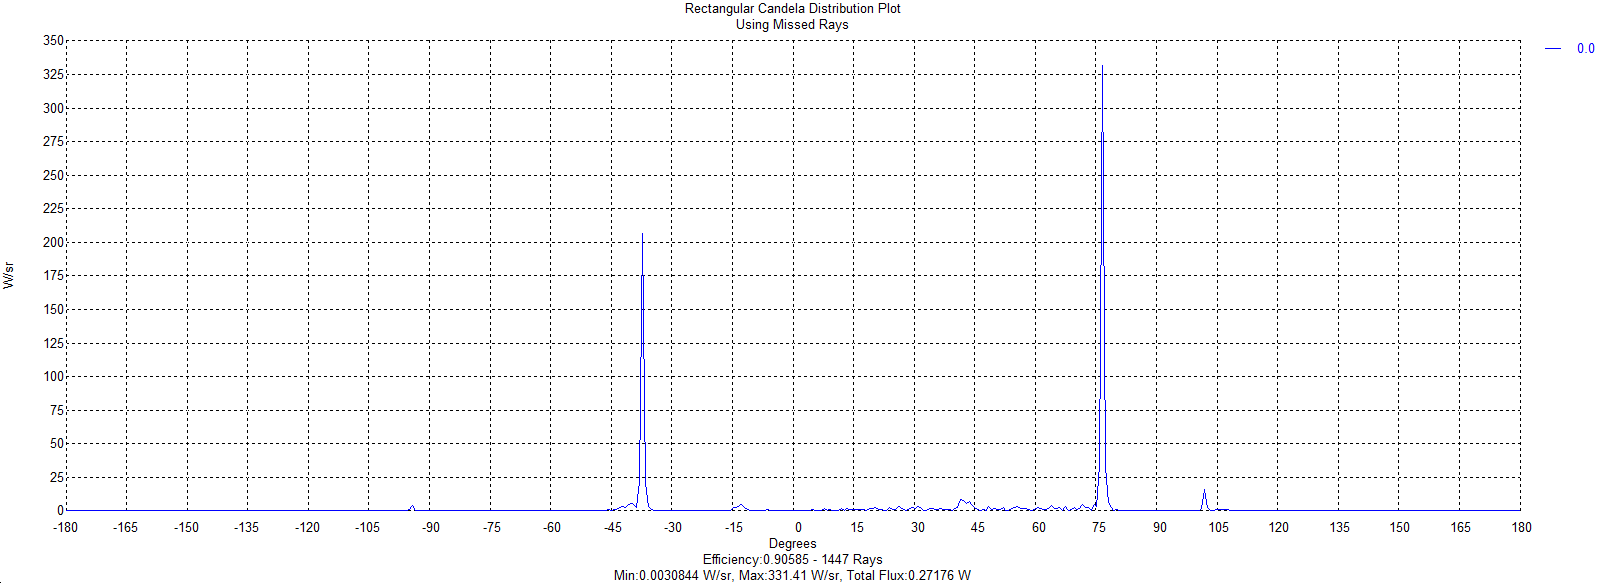 Rectangular Candela Distribution Plot
Using Missed Rays
350
325
300
275
250
225
200
175
150
125
100
75
50
25
0
W/sr
0.0
-180 -165 -150 -135 -120 -105 -90 -75 -60 -45 -30 -15 0 15 30 45 60 75 90 105 120 135 150 165 180
Degrees
Efficiency:0.90585 - 1447 Rays
Min:0.0030844 W/sr, Max:331.41 W/sr, Total Flux:0.27176 W